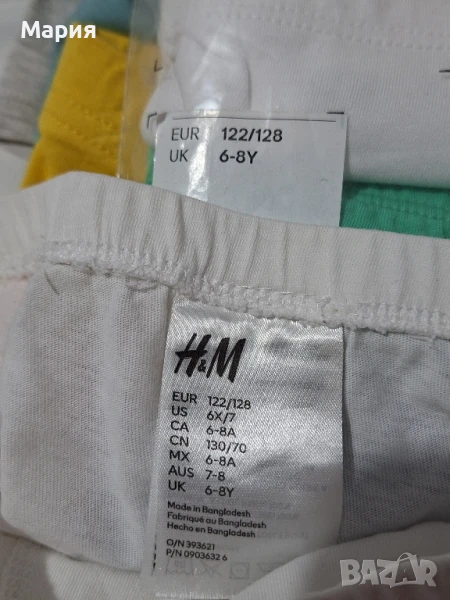 Мария
EUR 122/128
UK 6-8Y
H&M
EUR 122/128
US 6X/7
CA 6-8A
CN 130/70
MX 6-8A
AUS 7-8
UK 6-8Y
Made in Bangladesh
Fabriqué au Bangladesh
Hecho en Bangladesh
O/N 393621
P/N 0903632 6
BAZAR